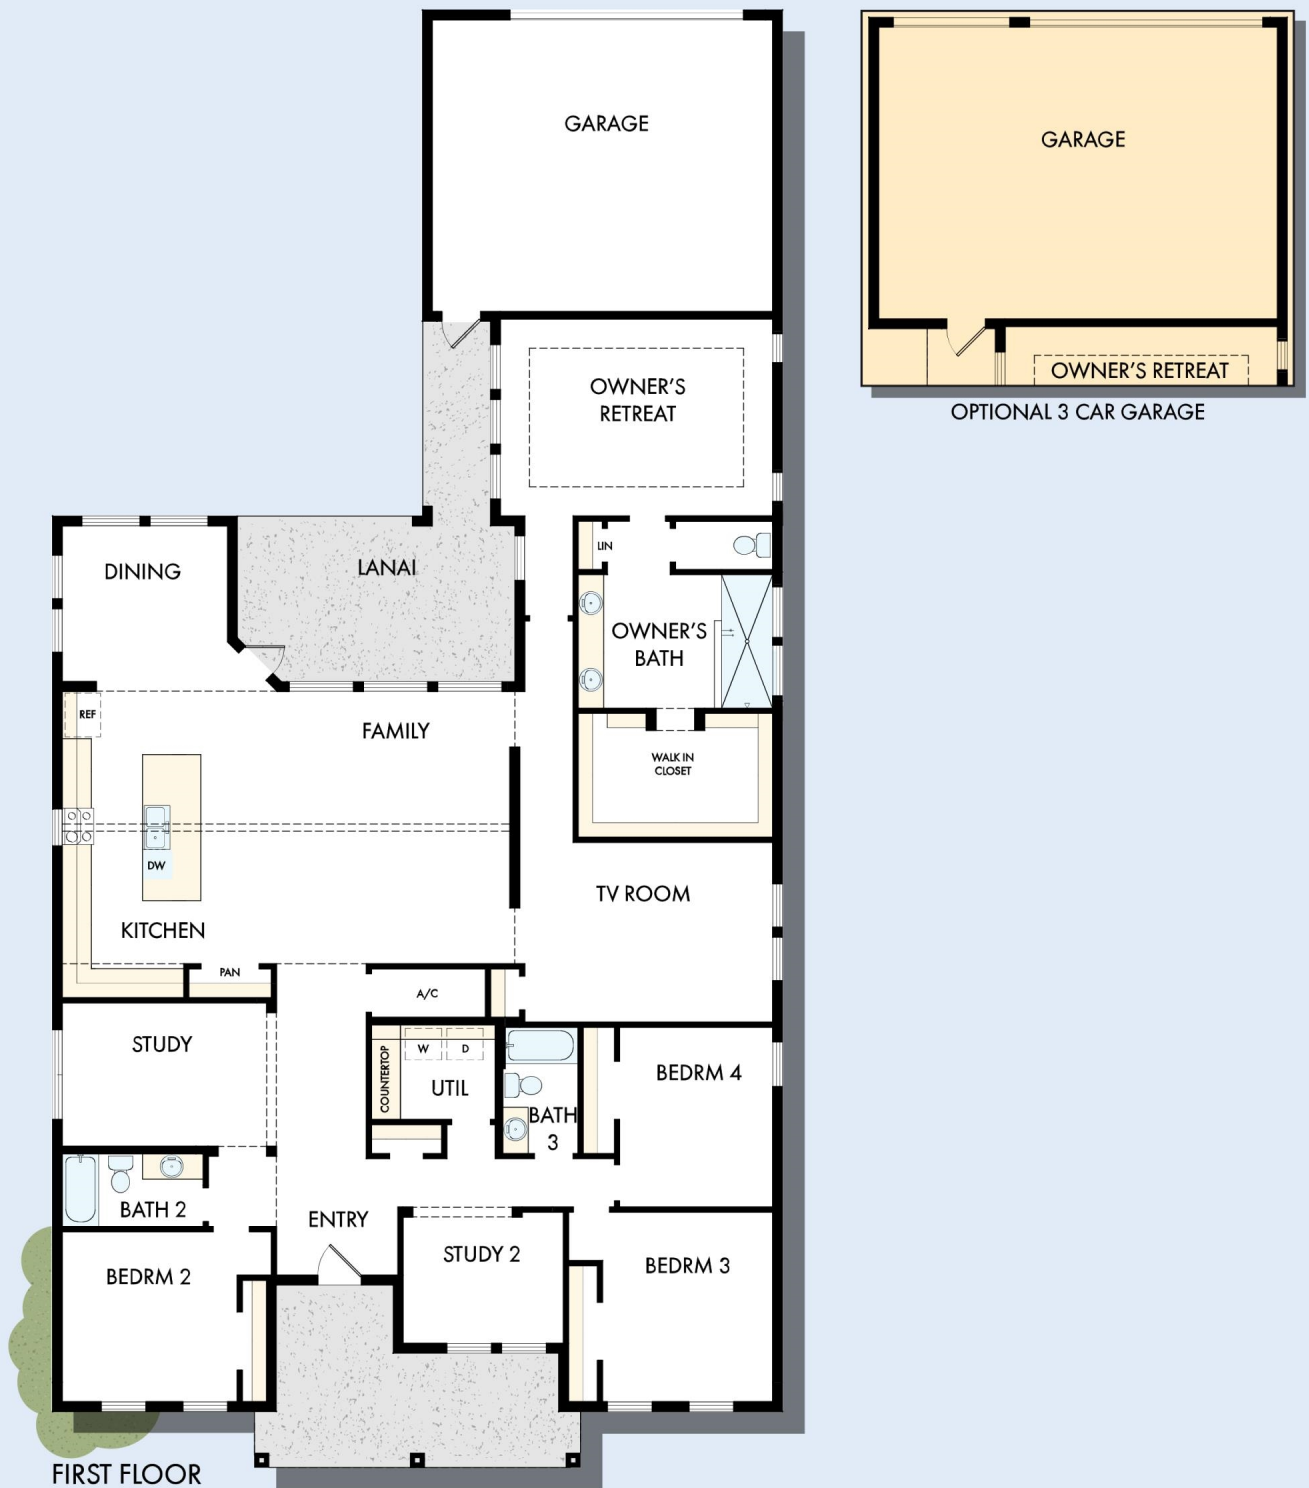 GARAGE
GARAGE
OWNER'S RETREAT
OPTIONAL 3 CAR GARAGE
OWNER'S
RETREAT
LIN
DINING
LANAI
OWNER'S
BATH
REF
FAMILY
WALK IN
CLOSET
DW
TV ROOM
KITCHEN
PAN
A/C
STUDY
COUNTERTOP
W
D
UTIL
BEDRM 4
BATH
3
BATH 2
ENTRY
STUDY 2
BEDRM 2
BEDRM 3
FIRST FLOOR